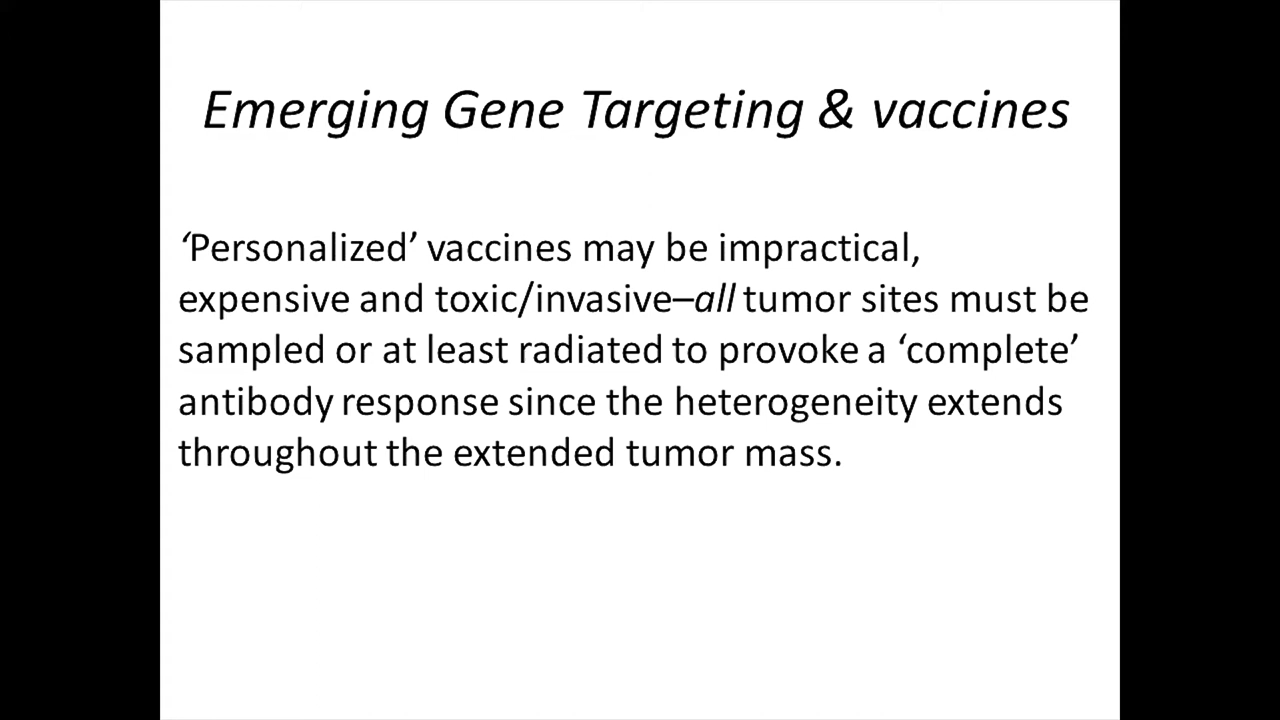 Emerging Gene Targeting & vaccines
‘Personalized’ vaccines may be impractical,
expensive and toxic/invasive–all tumor sites must be
sampled or at least radiated to provoke a ‘complete’
antibody response since the heterogeneity extends
throughout the extended tumor mass.